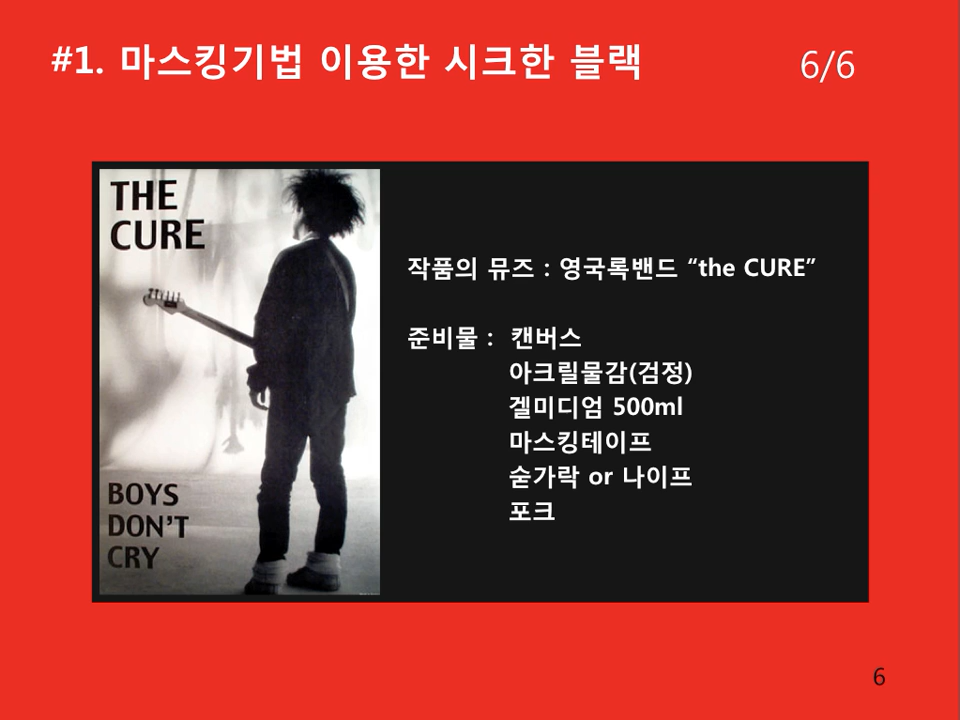 #1. 마스킹기법 이용한 시크한 블랙
6/6
THE
CURE
BOYS
DON'T
CRY
작품의 뮤즈 : 영국록밴드 “the CURE”
준비물 : 캔버스
아크릴물감(검정)
겔미디엄 500ml
마스킹테이프
숟가락 or 나이프
포크
6